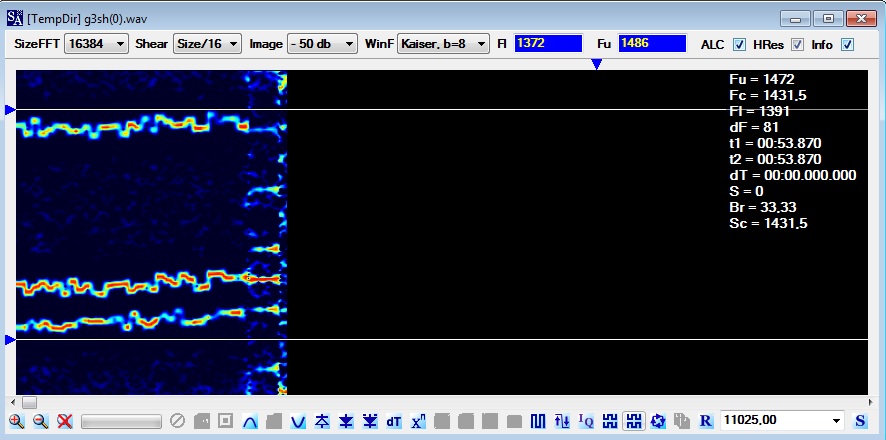 SA [TempDir] g3sh(0).wav
SizeFFT 16384 Shear Size/16 Image - 50 db WinF Kaiser, b=8 Fl 1372 Fu 1486 ALC HRes Info
Fu = 1472
Fc = 1431,5
Fl = 1391
dF = 81
t1 = 00:53.870
t2 = 00:53.870
dT = 00:00.000.000
S = 0
Br = 33,33
Sc = 1431,5
dT Xn IQ R 11025,00 S